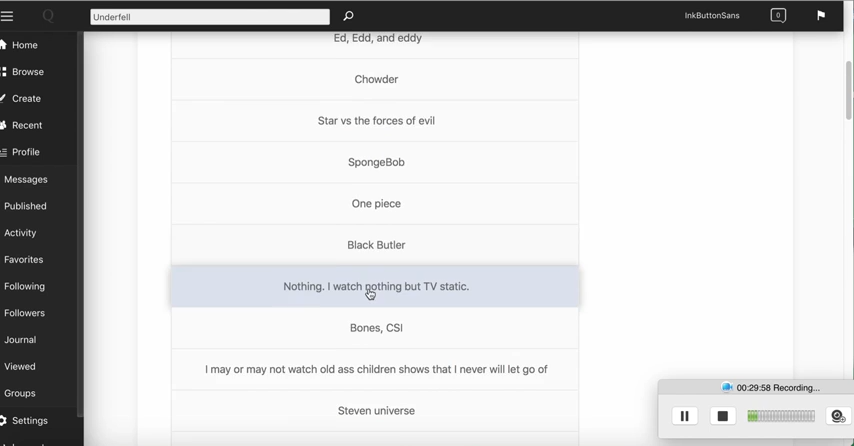 Q
Underfell
InkButtonSans
0
Home
Browse
Create
Recent
Profile
Messages
Published
Activity
Favorites
Following
Followers
Journal
Viewed
Groups
Settings
Ed, Edd, and eddy
Chowder
Star vs the forces of evil
SpongeBob
One piece
Black Butler
Nothing. I watch nothing but TV static.
Bones, CSI
I may or may not watch old ass children shows that I never will let go of
Steven universe
00:29:58 Recording...